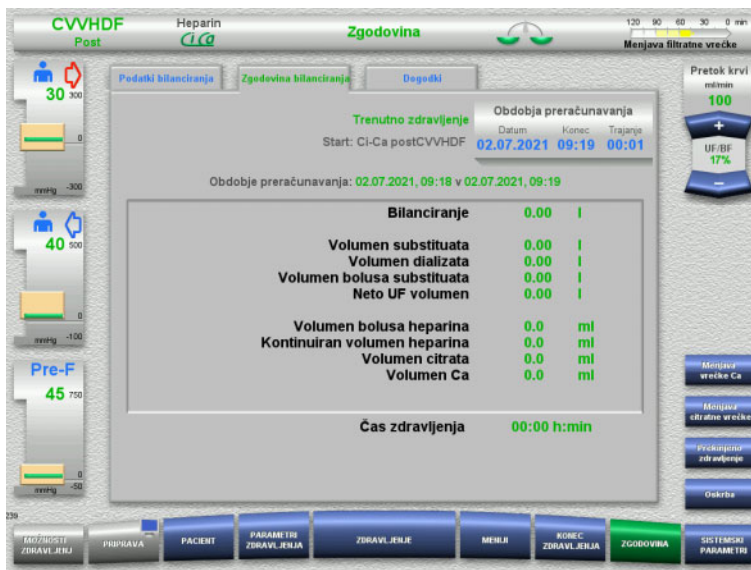 CVVHDF
Post
Heparin
Ci Ca
Zgodovina
120 90 60 30 0 min
Menjava filtratne vrečke
30 300
0
mmHg -300
40 500
0
mmHg -100
Pre-F
45 750
0
mmHg -50
Podatki bilanciranja
Zgodovina bilanciranja
Dogodki
Trenutno zdravljenje
Start: Ci-Ca postCVVHDF
Obdobja preračunavanja
Datum Konec Trajanje
02.07.2021 09:19 00:01
Obdobje preračunavanja: 02.07.2021, 09:18 v 02.07.2021, 09:19
Bilanciranje 0.00 l
Volumen substituata 0.00 l
Volumen dializata 0.00 l
Volumen bolusa substituata 0.00 l
Neto UF volumen 0.00 l
Volumen bolusa heparina 0.0 ml
Kontinuiran volumen heparina 0.0 ml
Volumen citrata 0.0 ml
Volumen Ca 0.0 ml
Čas zdravljenja 00:00 h:min
Pretok krvi
ml/min
100
+
UF/BF
17%
−
Menjava
vrečke Ca
Menjava
citratne vrečke
Prekinjeno
zdravljenje
Oskrba
239
MOŽNOSTI
ZDRAVLJENJ
PRIPRAVA
PACIENT
PARAMETRI
ZDRAVLJENJA
ZDRAVLJENJE
MENIJI
KONEC
ZDRAVLJENJA
ZGODOVINA
SISTEMSKI
PARAMETRI